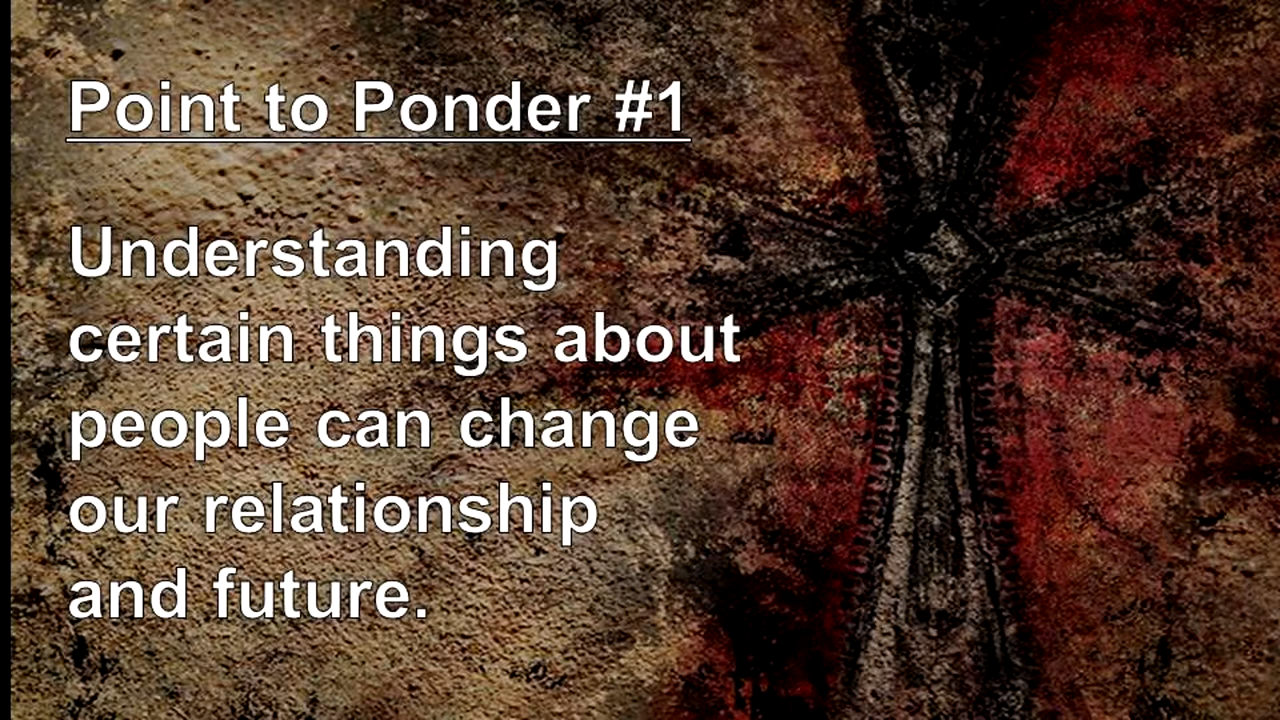 Point to Ponder #1
Understanding
certain things about
people can change
our relationship
and future.